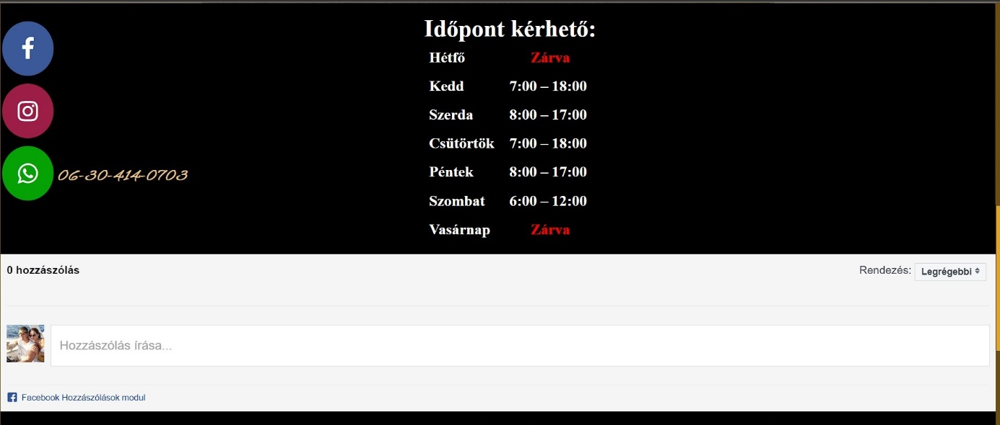 Időpont kérhető:
Hétfő Zárva
Kedd 7:00 – 18:00
Szerda 8:00 – 17:00
Csütörtök 7:00 – 18:00
Péntek 8:00 – 17:00
Szombat 6:00 – 12:00
Vasárnap Zárva
06-30-414-0703
0 hozzászólás
Rendezés: Legrégebbi
Hozzászólás írása...
Facebook Hozzászólások modul